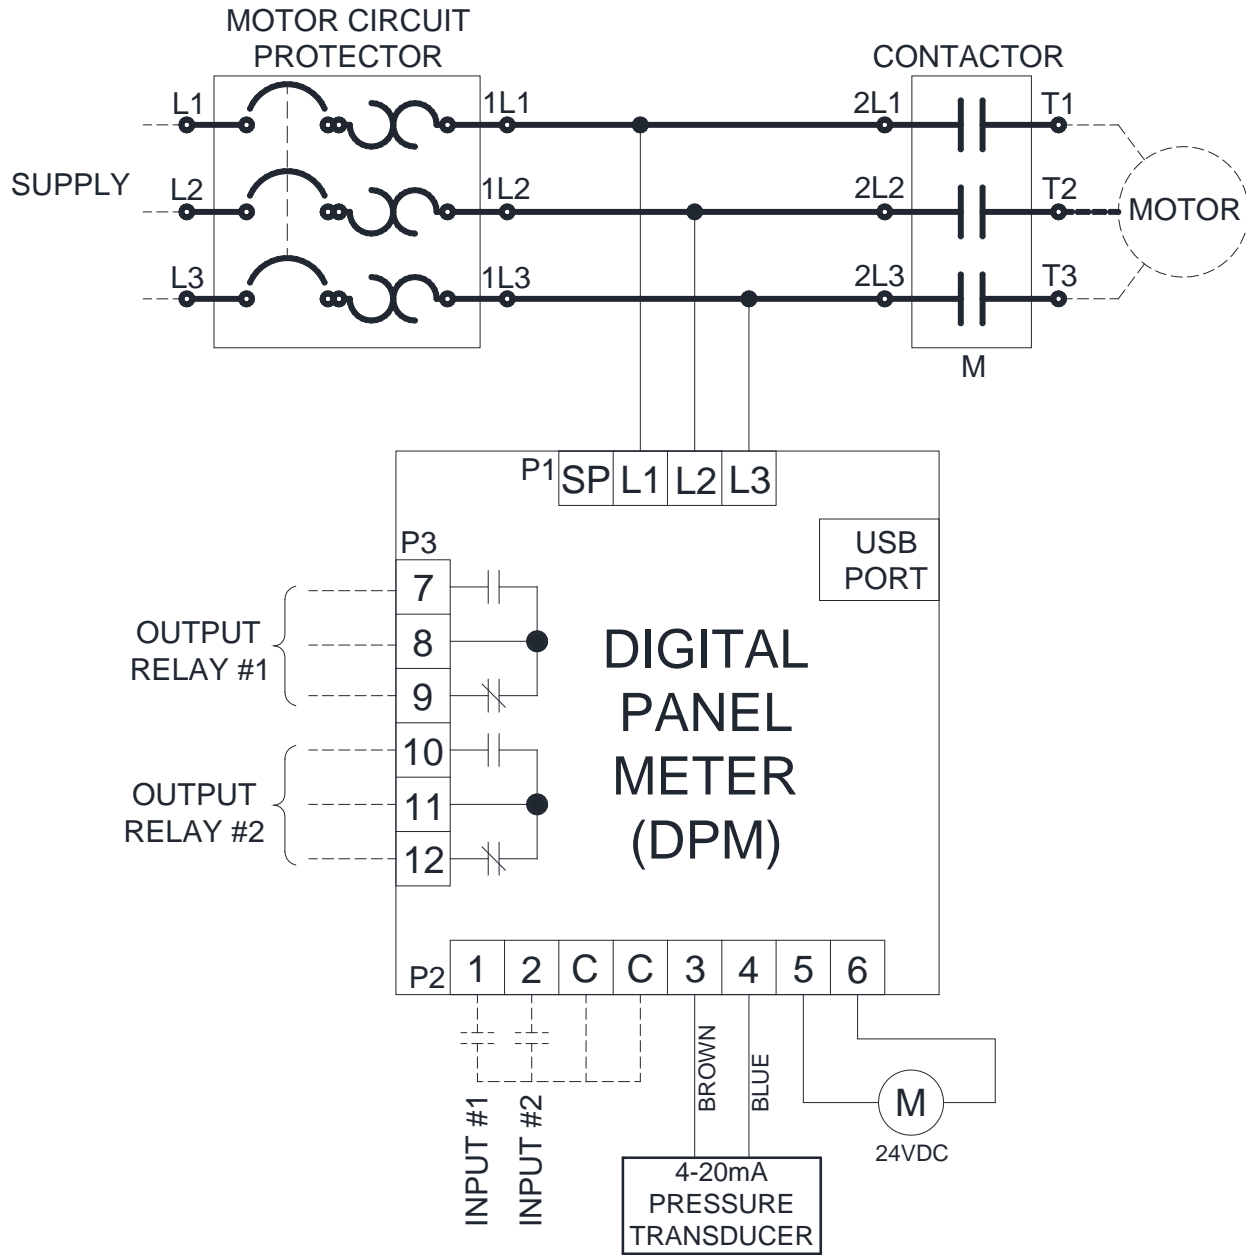 MOTOR CIRCUIT
PROTECTOR
CONTACTOR
L1
1L1
2L1
T1
SUPPLY
L2
1L2
2L2
T2
MOTOR
L3
1L3
2L3
T3
M
P1
SP
L1
L2
L3
USB
PORT
P3
7
8
9
10
11
12
OUTPUT
RELAY #1
OUTPUT
RELAY #2
DIGITAL
PANEL
METER
(DPM)
P2
1
2
C
C
3
4
5
6
INPUT #1
INPUT #2
BROWN
BLUE
M
24VDC
4-20mA
PRESSURE
TRANSDUCER